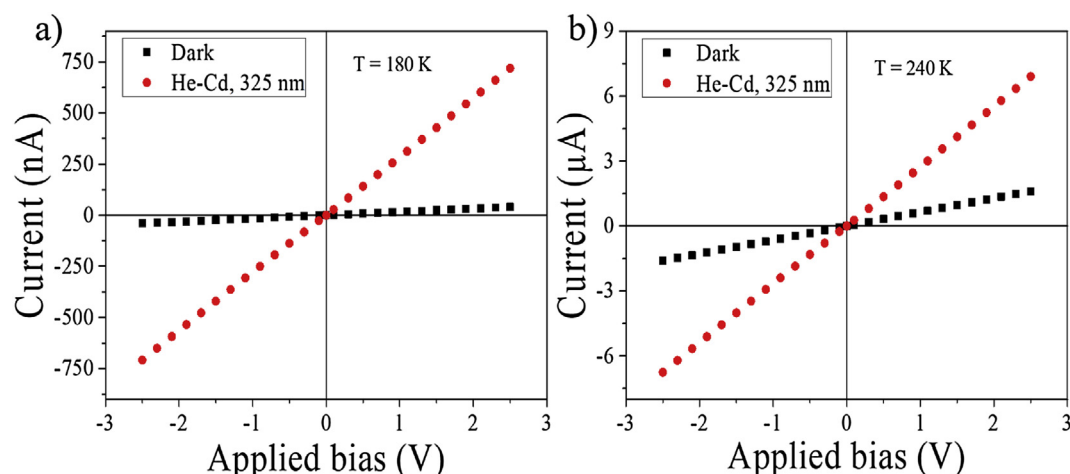 a)
Dark
He-Cd, 325 nm
T = 180 K
Current (nA)
750
500
250
0
-250
-500
-750
-3
-2
-1
0
1
2
3
Applied bias (V)
b)
Dark
He-Cd, 325 nm
T = 240 K
Current (µA)
9
6
3
0
-3
-6
-3
-2
-1
0
1
2
3
Applied bias (V)